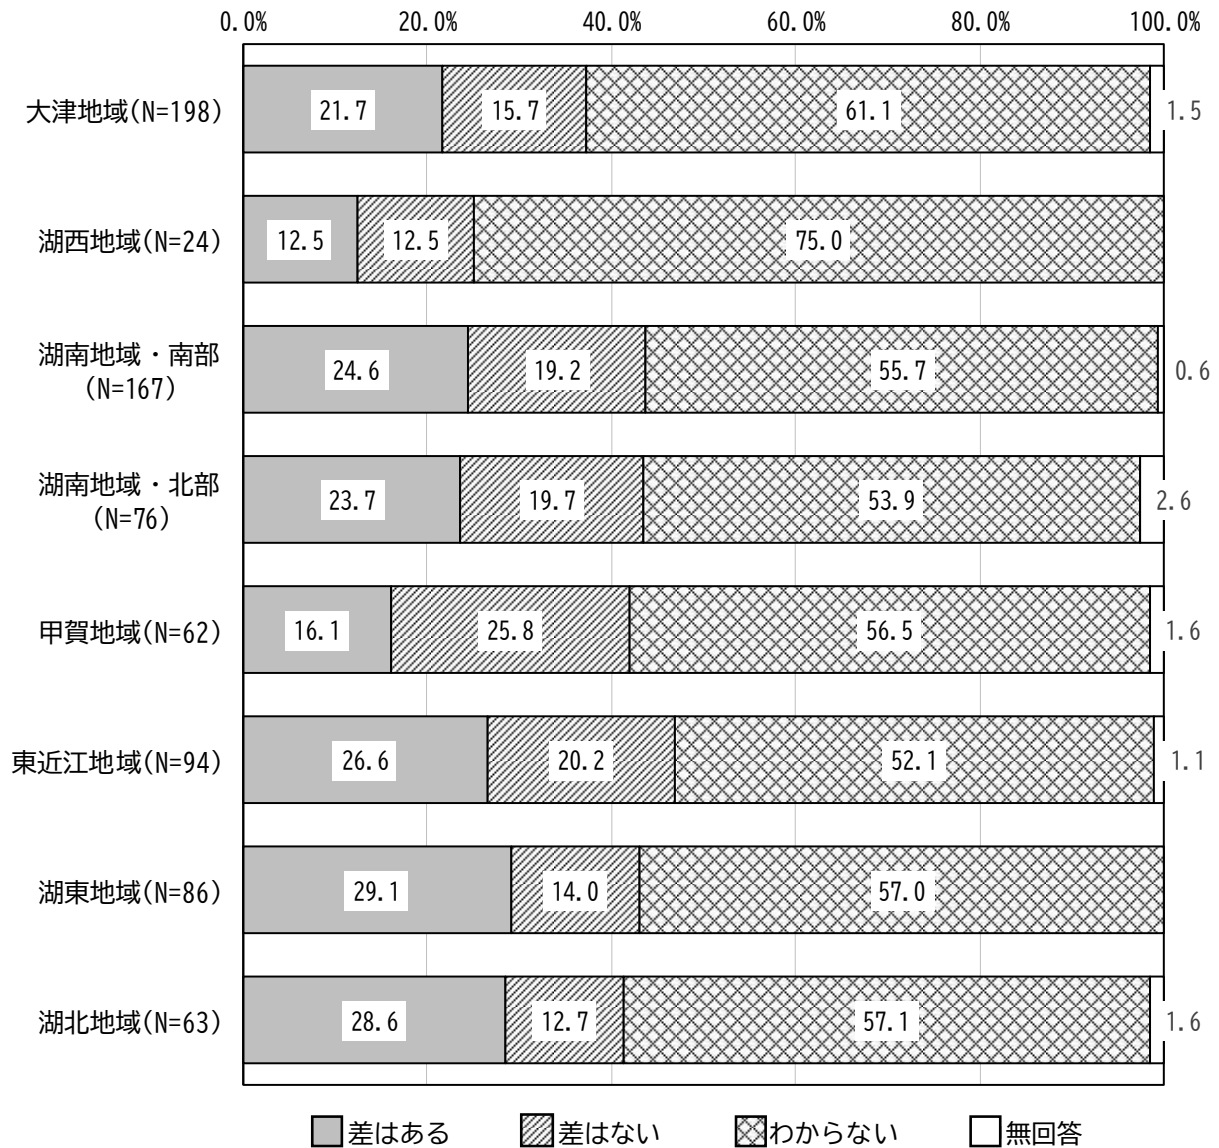 0.0% 20.0% 40.0% 60.0% 80.0% 100.0%
大津地域(N=198) 21.7 15.7 61.1 1.5
湖西地域(N=24) 12.5 12.5 75.0
湖南地域・南部
(N=167) 24.6 19.2 55.7 0.6
湖南地域・北部
(N=76) 23.7 19.7 53.9 2.6
甲賀地域(N=62) 16.1 25.8 56.5 1.6
東近江地域(N=94) 26.6 20.2 52.1 1.1
湖東地域(N=86) 29.1 14.0 57.0
湖北地域(N=63) 28.6 12.7 57.1 1.6
差はある 差はない わからない 無回答